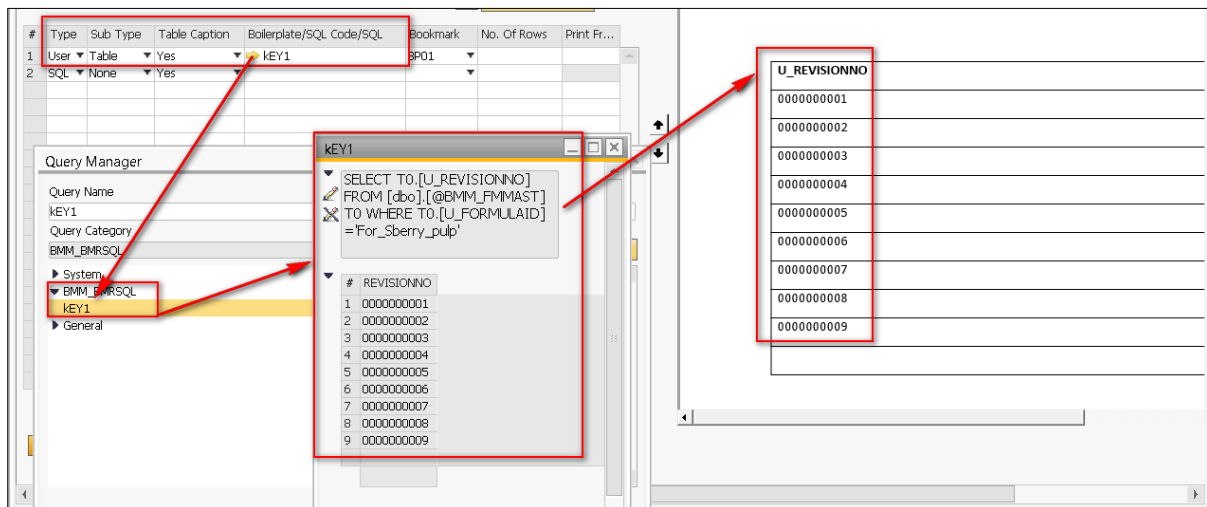 # Type Sub Type Table Caption Boilerplate/SQL Code/SQL Bookmark No. Of Rows Print Fr...
1 User Table Yes kEY1 BP01
2 SQL None Yes
Query Manager
Query Name
kEY1
Query Category
BMM_BMRSQL
System
BMM_BMRSQL
kEY1
General
kEY1
SELECT T0.[U_REVISIONNO]
FROM [dbo].[@BMM_FMMAST]
T0 WHERE T0.[U_FORMULAID]
='For_Sberry_pulp'
# REVISIONNO
1 0000000001
2 0000000002
3 0000000003
4 0000000004
5 0000000005
6 0000000006
7 0000000007
8 0000000008
9 0000000009
U_REVISIONNO
0000000001
0000000002
0000000003
0000000004
0000000005
0000000006
0000000007
0000000008
0000000009